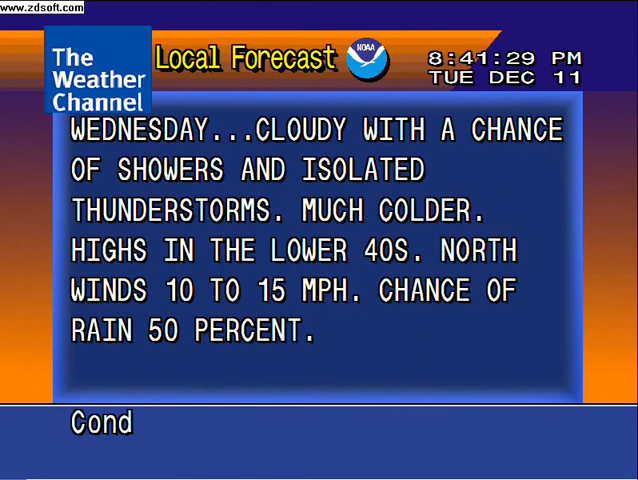 www.zdsoft.com
The
Weather
Channel
Local Forecast
NOAA
8:41:29 PM
TUE DEC 11
WEDNESDAY...CLOUDY WITH A CHANCE
OF SHOWERS AND ISOLATED
THUNDERSTORMS. MUCH COLDER.
HIGHS IN THE LOWER 40S. NORTH
WINDS 10 TO 15 MPH. CHANCE OF
RAIN 50 PERCENT.
Cond